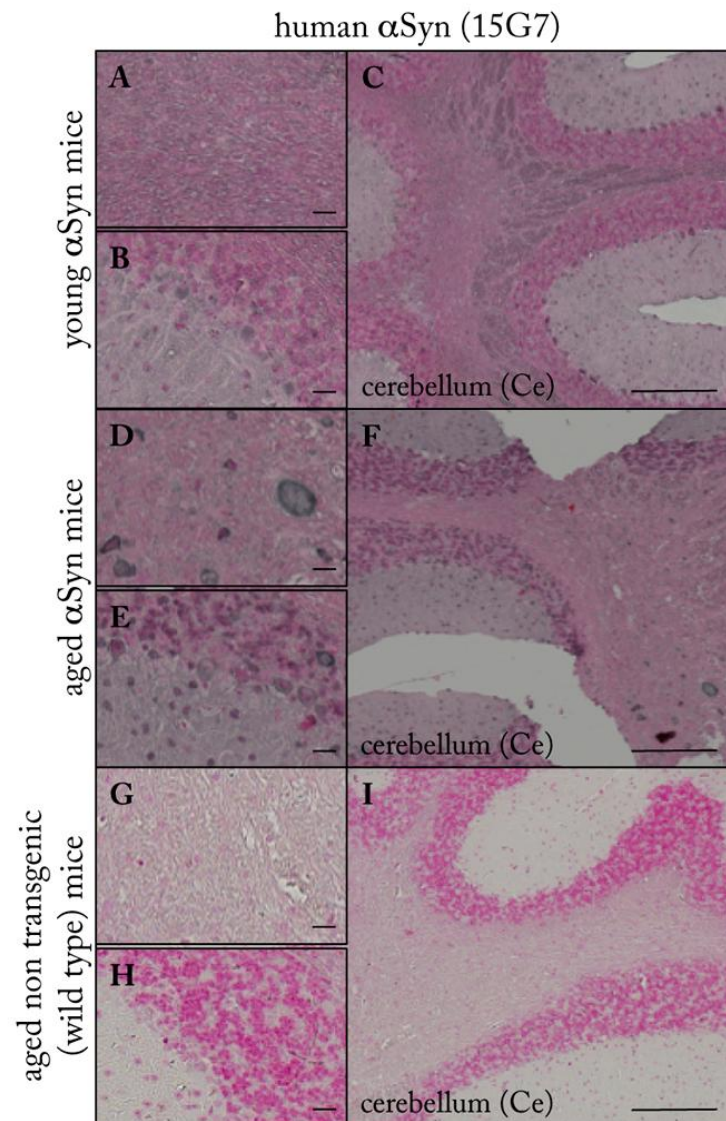 human αSyn (15G7)
young αSyn mice
A
C
B
cerebellum (Ce)
aged αSyn mice
D
F
E
cerebellum (Ce)
aged non transgenic
(wild type) mice
G
I
H
cerebellum (Ce)